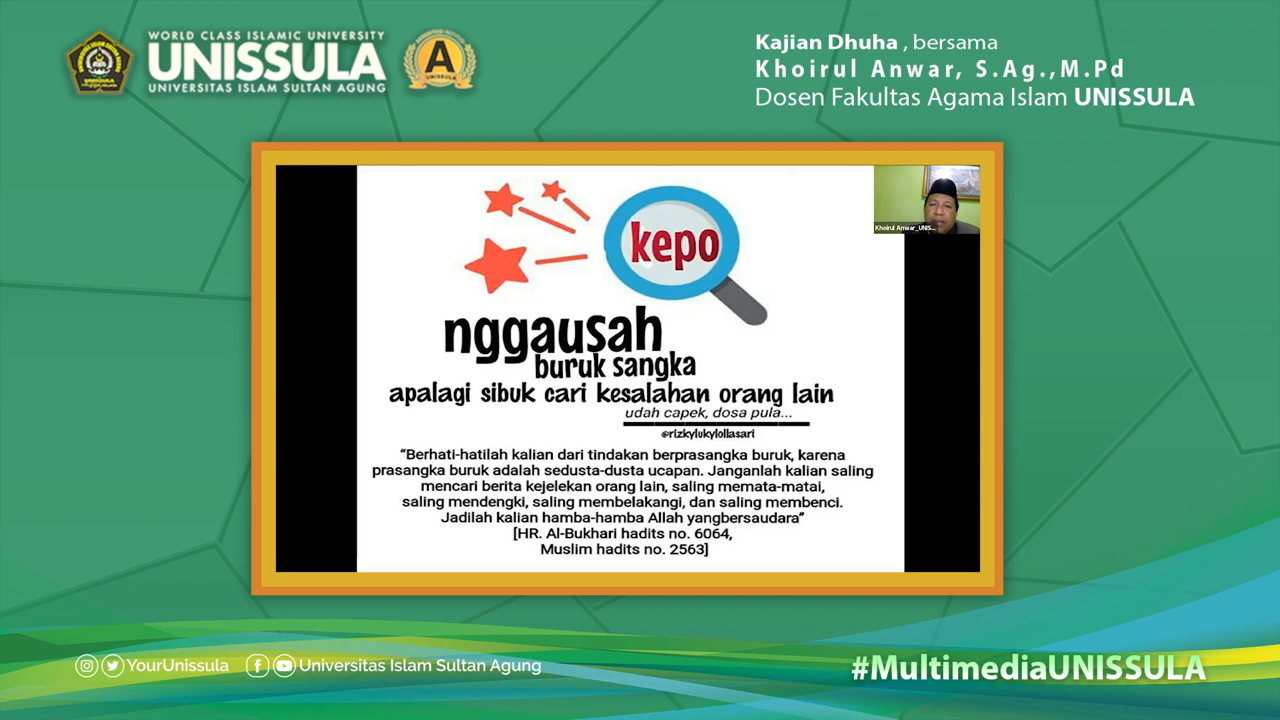 WORLD CLASS ISLAMIC UNIVERSITY
UNISSULA
UNIVERSITAS ISLAM SULTAN AGUNG
A
UNISSULA
Kajian Dhuha , bersama
Khoirul Anwar, S.Ag.,M.Pd
Dosen Fakultas Agama Islam UNISSULA
kepo
nggausah
buruk sangka
apalagi sibuk cari kesalahan orang lain
udah capek, dosa pula...
@rizkylukylollasari
“Berhati-hatilah kalian dari tindakan berprasangka buruk, karena
prasangka buruk adalah sedusta-dusta ucapan. Janganlah kalian saling
mencari berita kejelekan orang lain, saling memata-matai,
saling mendengki, saling membelakangi, dan saling membenci.
Jadilah kalian hamba-hamba Allah yangbersaudara”
[HR. Al-Bukhari hadits no. 6064,
Muslim hadits no. 2563]
Khoirul Anwar_UNIS...
YourUnissula
Universitas Islam Sultan Agung
#MultimediaUNISSULA